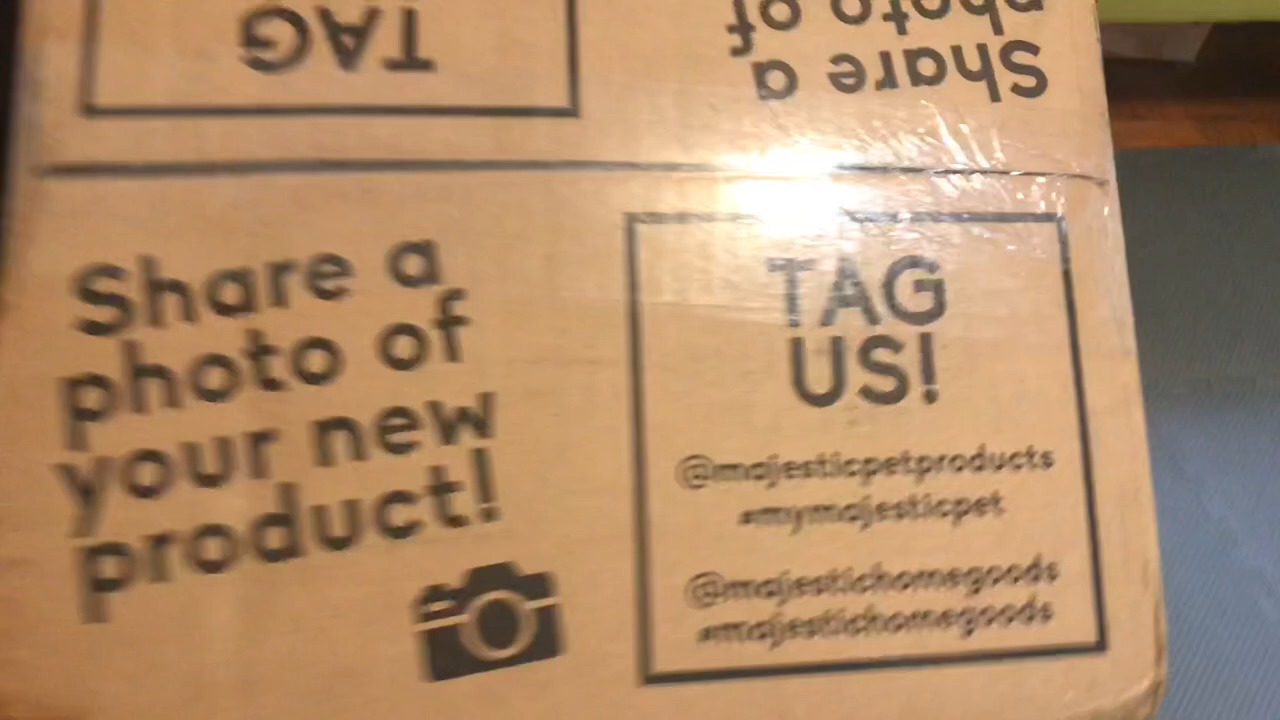 TAG
Share a
photo of
Share a
photo of
your new
product!
TAG
US!
@majesticpetproducts
#mymajesticpet
@majestichomegoods
#majestichomegoods